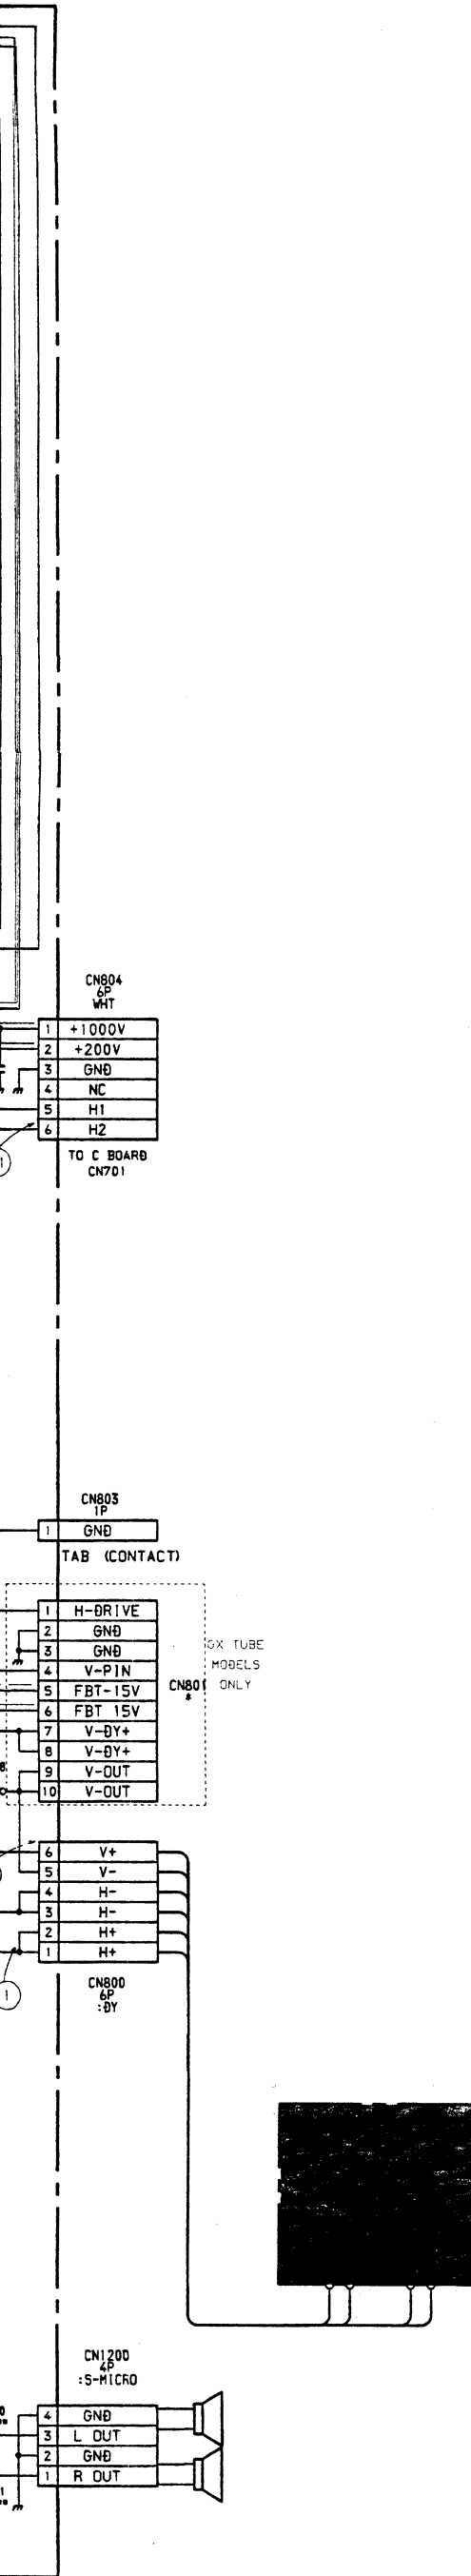 CN804
6P
WHT
1 +1000V
2 +200V
3 GND
4 NC
5 H1
6 H2
TO C BOARD
CN701
1
CN803
1P
1 GND
TAB (CONTACT)
1 H-DRIVE
2 GND
3 GND
4 V-PIN
5 FBT-15V
6 FBT 15V
7 V-DY+
8 V-DY+
9 V-OUT
10 V-OUT
CN801
*
GX TUBE
MODELS
ONLY
8
6 V+
5 V-
4 H-
3 H-
2 H+
1 H+
CN800
6P
:DY
1
CN1200
4P
:S-MICRO
4 GND
3 L OUT
2 GND
1 R OUT